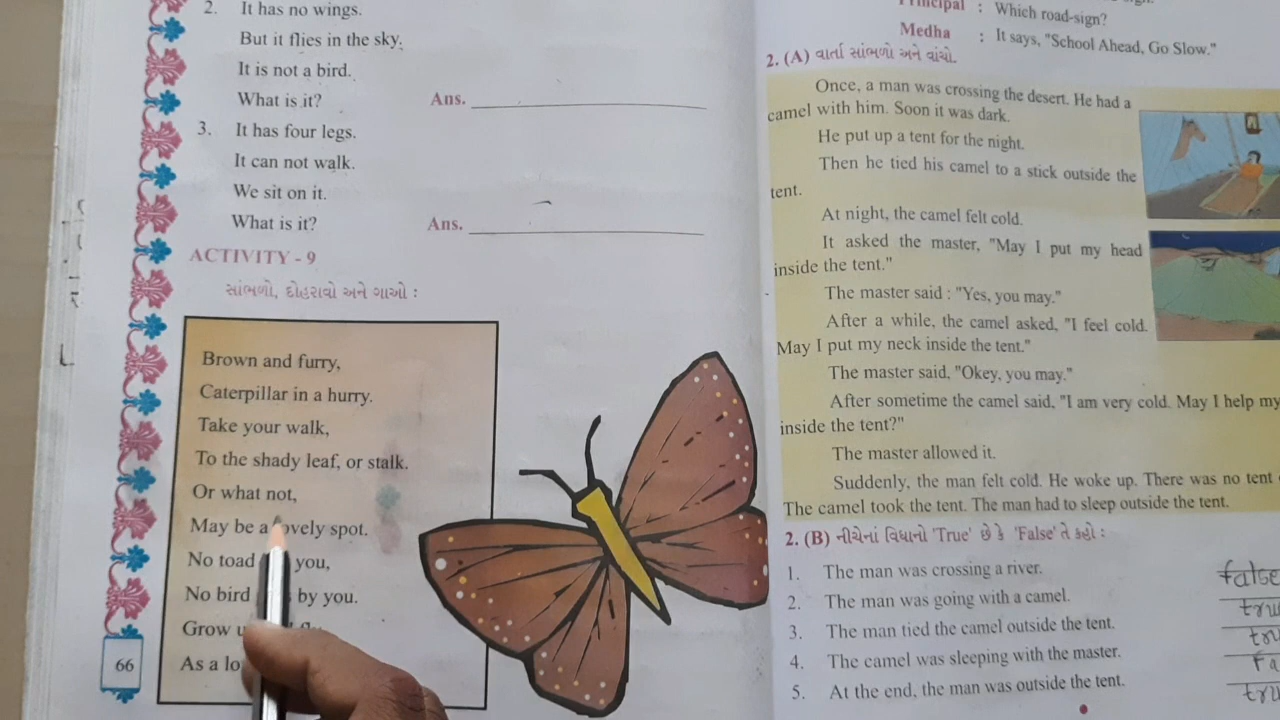 2. It has no wings.
But it flies in the sky.
It is not a bird.
What is it? Ans.
3. It has four legs.
It can not walk.
We sit on it.
What is it? Ans.
ACTIVITY - 9
સાંભળો, દોહરાવો અને ગાઓ :
Brown and furry,
Caterpillar in a hurry.
Take your walk,
To the shady leaf, or stalk.
Or what not,
May be a lovely spot.
No toad you,
No bird by you.
Grow
As a
66
Principal : Which road-sign?
Medha : It says, "School Ahead, Go Slow."
2. (A) વાર્તા સાંભળો અને વાંચો.
Once, a man was crossing the desert. He had a
camel with him. Soon it was dark.
He put up a tent for the night.
Then he tied his camel to a stick outside the
tent.
At night, the camel felt cold.
It asked the master, "May I put my head
inside the tent."
The master said : "Yes, you may."
After a while, the camel asked, "I feel cold.
May I put my neck inside the tent."
The master said, "Okey, you may."
After sometime the camel said, "I am very cold. May I help my
inside the tent?"
The master allowed it.
Suddenly, the man felt cold. He woke up. There was no tent
The camel took the tent. The man had to sleep outside the tent.
2. (B) નીચેનાં વિધાનો 'True' છે કે 'False' તે કહો :
1. The man was crossing a river. false
2. The man was going with a camel.
3. The man tied the camel outside the tent.
4. The camel was sleeping with the master.
5. At the end, the man was outside the tent.